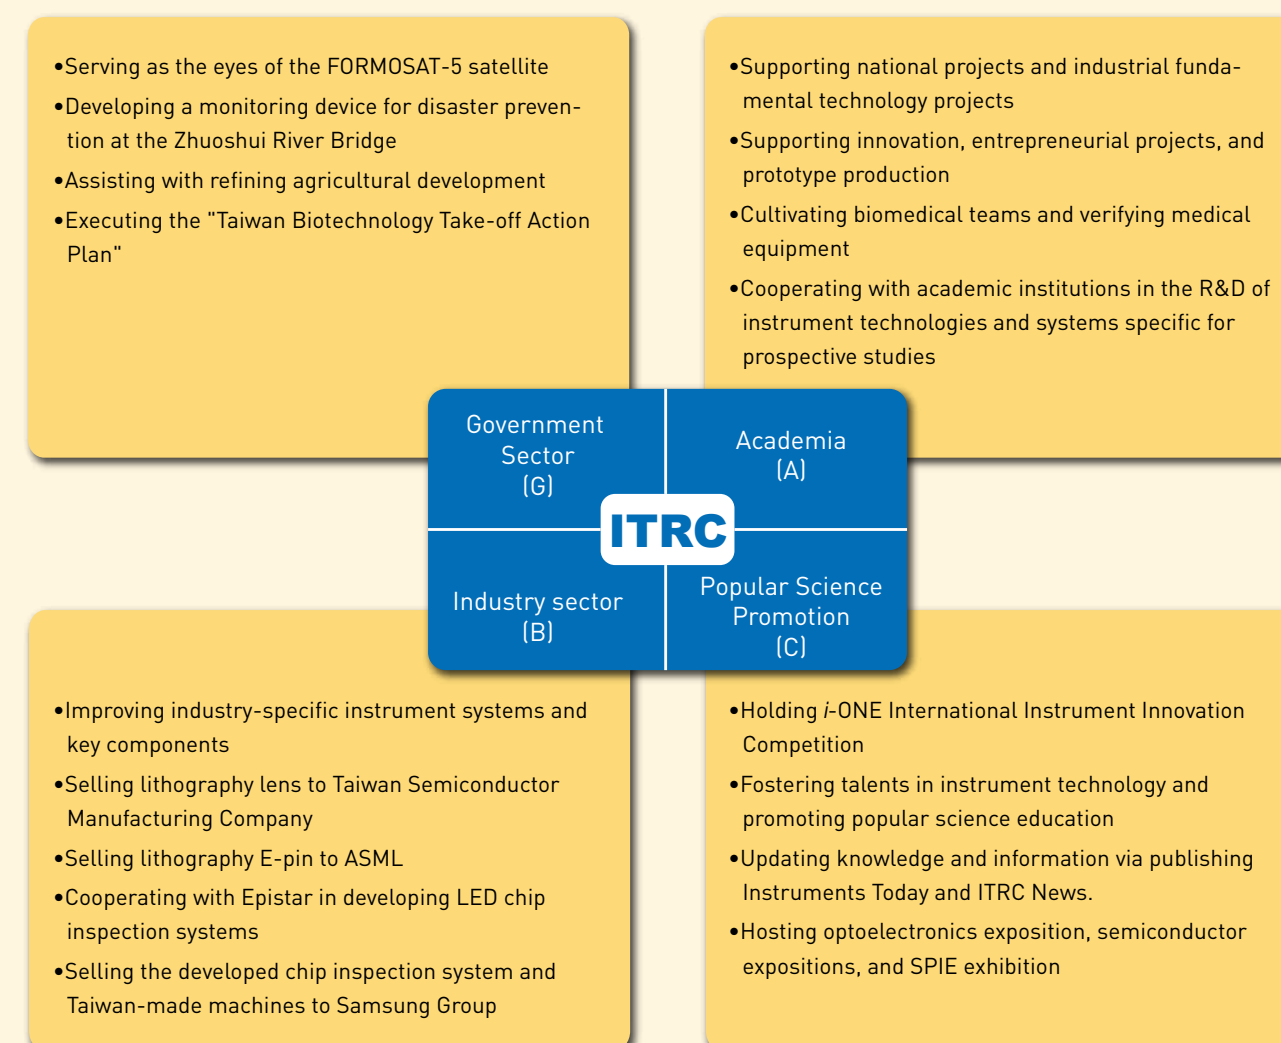 •Serving as the eyes of the FORMOSAT-5 satellite
•Developing a monitoring device for disaster preven-
tion at the Zhuoshui River Bridge
•Assisting with refining agricultural development
•Executing the "Taiwan Biotechnology Take-off Action
Plan"
•Supporting national projects and industrial funda-
mental technology projects
•Supporting innovation, entrepreneurial projects, and
prototype production
•Cultivating biomedical teams and verifying medical
equipment
•Cooperating with academic institutions in the R&D of
instrument technologies and systems specific for
prospective studies
Government
Sector
(G)
Academia
(A)
ITRC
Industry sector
(B)
Popular Science
Promotion
(C)
•Improving industry-specific instrument systems and
key components
•Selling lithography lens to Taiwan Semiconductor
Manufacturing Company
•Selling lithography E-pin to ASML
•Cooperating with Epistar in developing LED chip
inspection systems
•Selling the developed chip inspection system and
Taiwan-made machines to Samsung Group
•Holding i-ONE International Instrument Innovation
Competition
•Fostering talents in instrument technology and
promoting popular science education
•Updating knowledge and information via publishing
Instruments Today and ITRC News.
•Hosting optoelectronics exposition, semiconductor
expositions, and SPIE exhibition